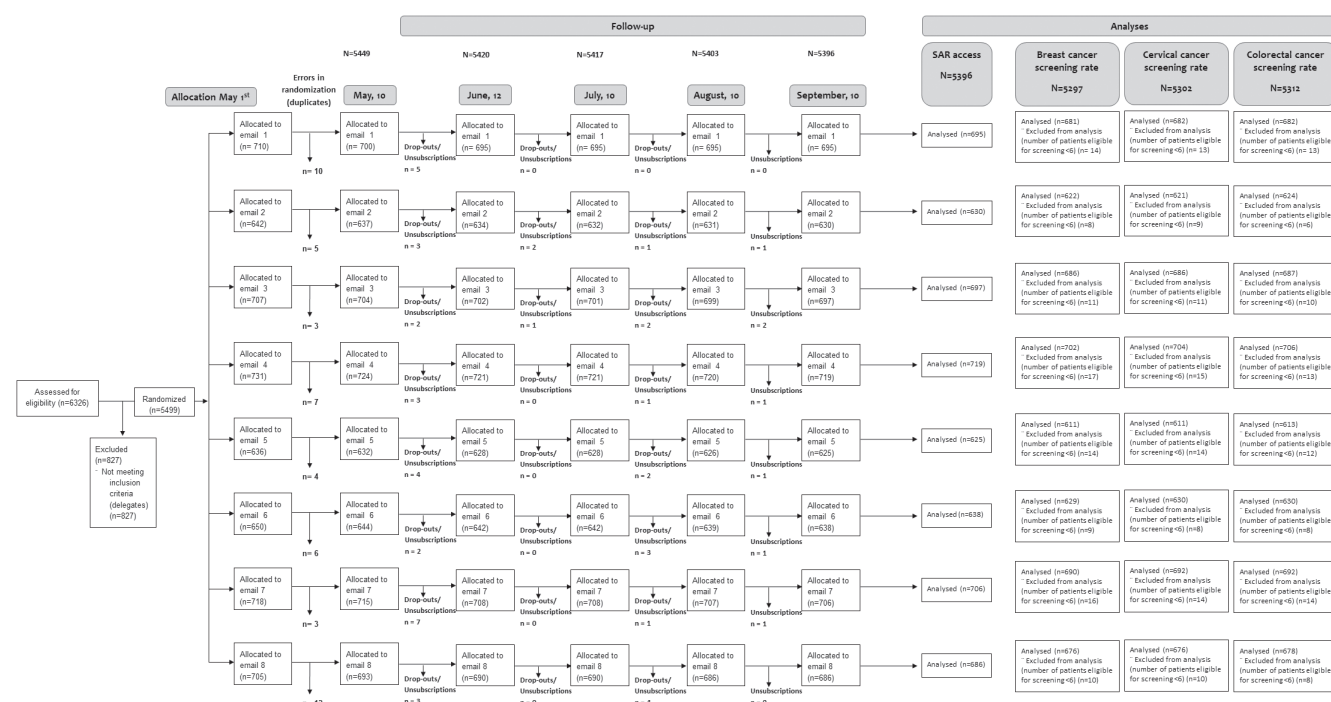 Follow-up
Analyses
N=5449
N=5420
N=5417
N=5403
N=5396
SAR access
N=5396
Breast cancer
screening rate
N=5297
Cervical cancer
screening rate
N=5302
Colorectal cancer
screening rate
N=5312
Allocation May 1st
Errors in
randomization
(duplicates)
May, 10
June, 12
July, 10
August, 10
September, 10
Allocated to
email 1
(n= 710)
n= 10
Allocated to
email 1
(n= 700)
Drop-outs/
Unsubscriptions
n = 5
Allocated to
email 1
(n= 695)
Drop-outs/
Unsubscriptions
n = 0
Allocated to
email 1
(n= 695)
Drop-outs/
Unsubscriptions
n = 0
Allocated to
email 1
(n= 695)
Unsubscriptions
n = 0
Allocated to
email 1
(n= 695)
Analysed (n=695)
Analysed (n=681)
¨ Excluded from analysis
(number of patients eligible
for screening<6) (n= 14)
Analysed (n=682)
¨ Excluded from analysis
(number of patients eligible
for screening<6) (n= 13)
Analysed (n=682)
¨ Excluded from analysis
(number of patients eligible
for screening<6) (n= 13)
Allocated to
email 2
(n=642)
n= 5
Allocated to
email 2
(n=637)
Drop-outs/
Unsubscriptions
n = 3
Allocated to
email 2
(n=634)
Drop-outs/
Unsubscriptions
n = 2
Allocated to
email 2
(n=632)
Drop-outs/
Unsubscriptions
n = 1
Allocated to
email 2
(n=631)
Unsubscriptions
n = 1
Allocated to
email 2
(n=630)
Analysed (n=630)
Analysed (n=622)
¨ Excluded from analysis
(number of patients eligible
for screening<6) (n=8)
Analysed (n=621)
¨ Excluded from analysis
(number of patients eligible
for screening<6) (n=9)
Analysed (n=624)
¨ Excluded from analysis
(number of patients eligible
for screening<6) (n=6)
Allocated to
email 3
(n=707)
n= 3
Allocated to
email 3
(n=704)
Drop-outs/
Unsubscriptions
n = 2
Allocated to
email 3
(n=702)
Drop-outs/
Unsubscriptions
n = 1
Allocated to
email 3
(n=701)
Drop-outs/
Unsubscriptions
n = 2
Allocated to
email 3
(n=699)
Unsubscriptions
n = 2
Allocated to
email 3
(n=697)
Analysed (n=697)
Analysed (n=686)
¨ Excluded from analysis
(number of patients eligible
for screening<6) (n=11)
Analysed (n=686)
¨ Excluded from analysis
(number of patients eligible
for screening<6) (n=11)
Analysed (n=687)
¨ Excluded from analysis
(number of patients eligible
for screening<6) (n=10)
Assessed for
eligibility (n=6326)
Excluded
(n=827)
¨ Not meeting
inclusion
criteria
(delegates)
(n=827)
Randomized
(n=5499)
Allocated to
email 4
(n=731)
n= 7
Allocated to
email 4
(n=724)
Drop-outs/
Unsubscriptions
n = 3
Allocated to
email 4
(n=721)
Drop-outs/
Unsubscriptions
n = 0
Allocated to
email 4
(n=721)
Drop-outs/
Unsubscriptions
n = 1
Allocated to
email 4
(n=720)
Unsubscriptions
n = 1
Allocated to
email 4
(n=719)
Analysed (n=719)
Analysed (n=702)
¨ Excluded from analysis
(number of patients eligible
for screening<6) (n=17)
Analysed (n=704)
¨ Excluded from analysis
(number of patients eligible
for screening<6) (n=15)
Analysed (n=706)
¨ Excluded from analysis
(number of patients eligible
for screening<6) (n=13)
Allocated to
email 5
(n=636)
n= 4
Allocated to
email 5
(n=632)
Drop-outs/
Unsubscriptions
n = 4
Allocated to
email 5
(n=628)
Drop-outs/
Unsubscriptions
n = 0
Allocated to
email 5
(n=628)
Drop-outs/
Unsubscriptions
n = 2
Allocated to
email 5
(n=626)
Unsubscriptions
n = 1
Allocated to
email 5
(n=625)
Analysed (n=625)
Analysed (n=611)
¨ Excluded from analysis
(number of patients eligible
for screening<6) (n=14)
Analysed (n=611)
¨ Excluded from analysis
(number of patients eligible
for screening<6) (n=14)
Analysed (n=613)
¨ Excluded from analysis
(number of patients eligible
for screening<6) (n=12)
Allocated to
email 6
(n=650)
n= 6
Allocated to
email 6
(n=644)
Drop-outs/
Unsubscriptions
n = 2
Allocated to
email 6
(n=642)
Drop-outs/
Unsubscriptions
n = 0
Allocated to
email 6
(n=642)
Drop-outs/
Unsubscriptions
n = 3
Allocated to
email 6
(n=639)
Unsubscriptions
n = 1
Allocated to
email 6
(n=638)
Analysed (n=638)
Analysed (n=629)
¨ Excluded from analysis
(number of patients eligible
for screening<6) (n=9)
Analysed (n=630)
¨ Excluded from analysis
(number of patients eligible
for screening<6) (n=8)
Analysed (n=630)
¨ Excluded from analysis
(number of patients eligible
for screening<6) (n=8)
Allocated to
email 7
(n=718)
n= 3
Allocated to
email 7
(n=715)
Drop-outs/
Unsubscriptions
n = 7
Allocated to
email 7
(n=708)
Drop-outs/
Unsubscriptions
n = 0
Allocated to
email 7
(n=708)
Drop-outs/
Unsubscriptions
n = 1
Allocated to
email 7
(n=707)
Unsubscriptions
n = 1
Allocated to
email 7
(n=706)
Analysed (n=706)
Analysed (n=690)
¨ Excluded from analysis
(number of patients eligible
for screening<6) (n=16)
Analysed (n=692)
¨ Excluded from analysis
(number of patients eligible
for screening<6) (n=14)
Analysed (n=692)
¨ Excluded from analysis
(number of patients eligible
for screening<6) (n=14)
Allocated to
email 8
(n=705)
Allocated to
email 8
(n=693)
Drop-outs/
Unsubscriptions
Allocated to
email 8
(n=690)
Drop-outs/
Unsubscriptions
Allocated to
email 8
(n=690)
Drop-outs/
Unsubscriptions
Allocated to
email 8
(n=686)
Unsubscriptions
Allocated to
email 8
(n=686)
Analysed (n=686)
Analysed (n=676)
¨ Excluded from analysis
(number of patients eligible
for screening<6) (n=10)
Analysed (n=676)
¨ Excluded from analysis
(number of patients eligible
for screening<6) (n=10)
Analysed (n=678)
¨ Excluded from analysis
(number of patients eligible
for screening<6) (n=8)